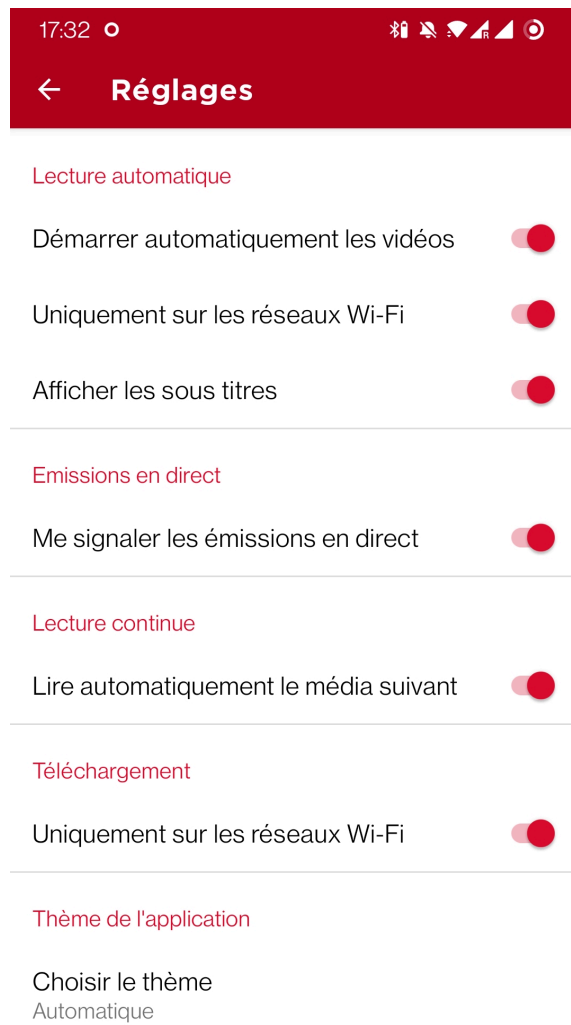 17:32
Réglages
Lecture automatique
Démarrer automatiquement les vidéos
Uniquement sur les réseaux Wi-Fi
Afficher les sous titres
Emissions en direct
Me signaler les émissions en direct
Lecture continue
Lire automatiquement le média suivant
Téléchargement
Uniquement sur les réseaux Wi-Fi
Thème de l'application
Choisir le thème
Automatique